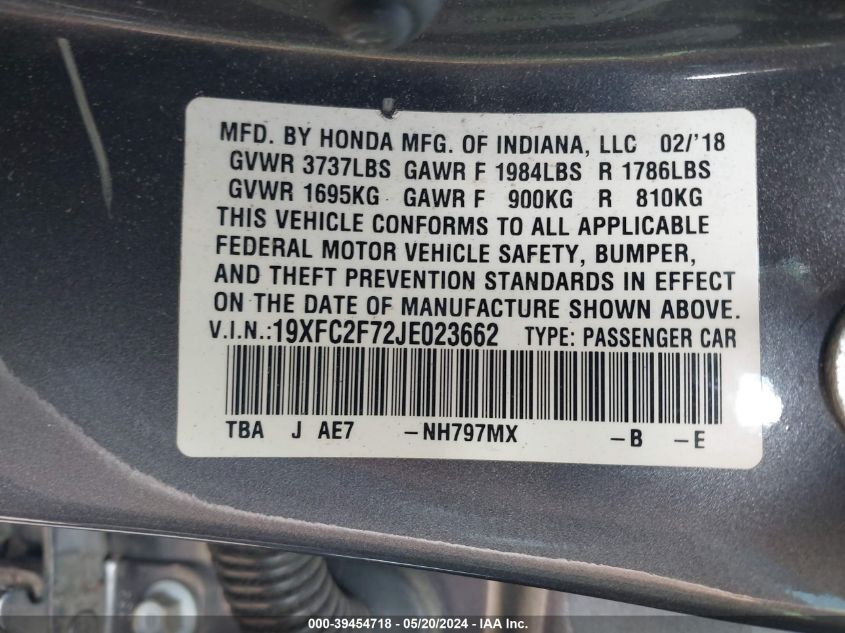 MFD. BY HONDA MFG. OF INDIANA, LLC 02/'18
GVWR 3737LBS GAWR F 1984LBS R 1786LBS
GVWR 1695KG GAWR F 900KG R 810KG
THIS VEHICLE CONFORMS TO ALL APPLICABLE
FEDERAL MOTOR VEHICLE SAFETY, BUMPER,
AND THEFT PREVENTION STANDARDS IN EFFECT
ON THE DATE OF MANUFACTURE SHOWN ABOVE.
V.I.N.:19XFC2F72JE023662 TYPE: PASSENGER CAR
TBA J AE7 -NH797MX -B -E
000-39454718 - 05/20/2024 - IAA Inc.